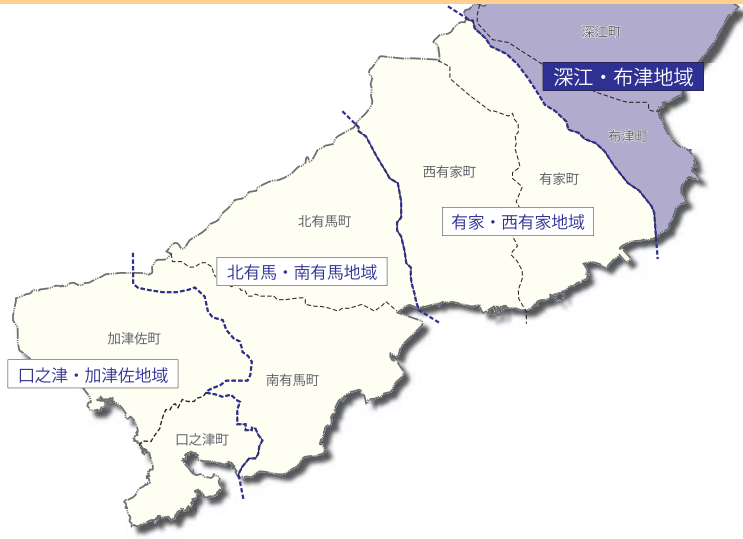 深江町
深江・布津地域
布津町
西有家町
有家町
有家・西有家地域
北有馬町
北有馬・南有馬地域
加津佐町
口之津・加津佐地域
南有馬町
口之津町